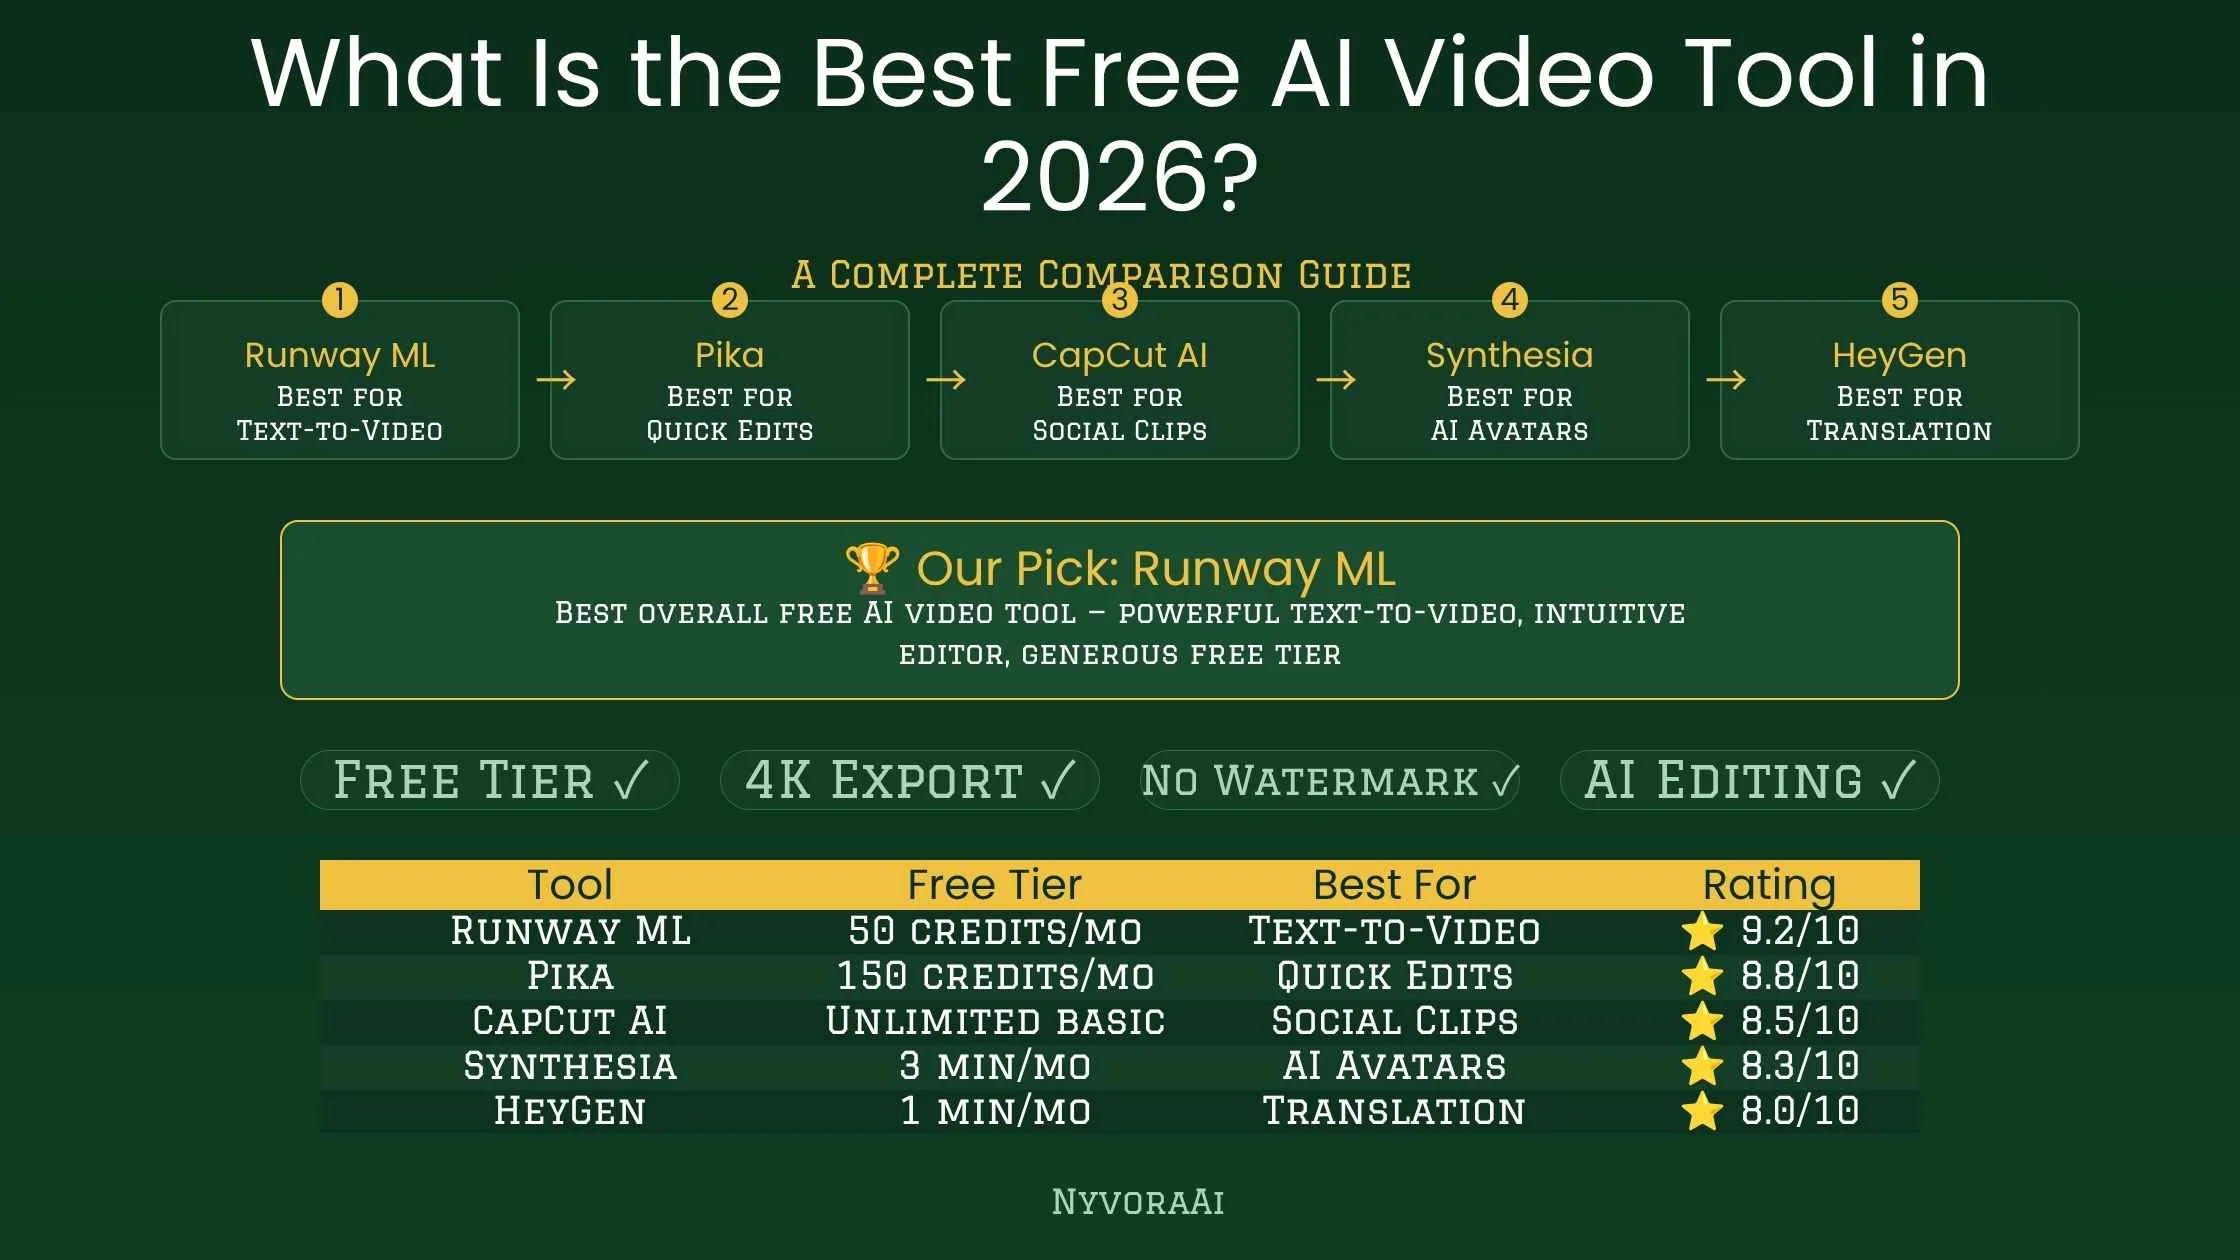 What Is the Best Free AI Video Tool in
2026?
A Complete Comparison Guide
1
Runway ML
Best for
Text-to-Video
→
2
Pika
Best for
Quick Edits
→
3
CapCut AI
Best for
Social Clips
→
4
Synthesia
Best for
AI Avatars
→
5
HeyGen
Best for
Translation
🏆 Our Pick: Runway ML
Best overall free AI video tool – powerful text-to-video, intuitive
editor, generous free tier
Free Tier ✓
4K Export ✓
No Watermark ✓
AI Editing ✓
Tool Free Tier Best For Rating
Runway ML 50 credits/mo Text-to-Video ⭐ 9.2/10
Pika 150 credits/mo Quick Edits ⭐ 8.8/10
CapCut AI Unlimited basic Social Clips ⭐ 8.5/10
Synthesia 3 min/mo AI Avatars ⭐ 8.3/10
HeyGen 1 min/mo Translation ⭐ 8.0/10
NyvoraAi